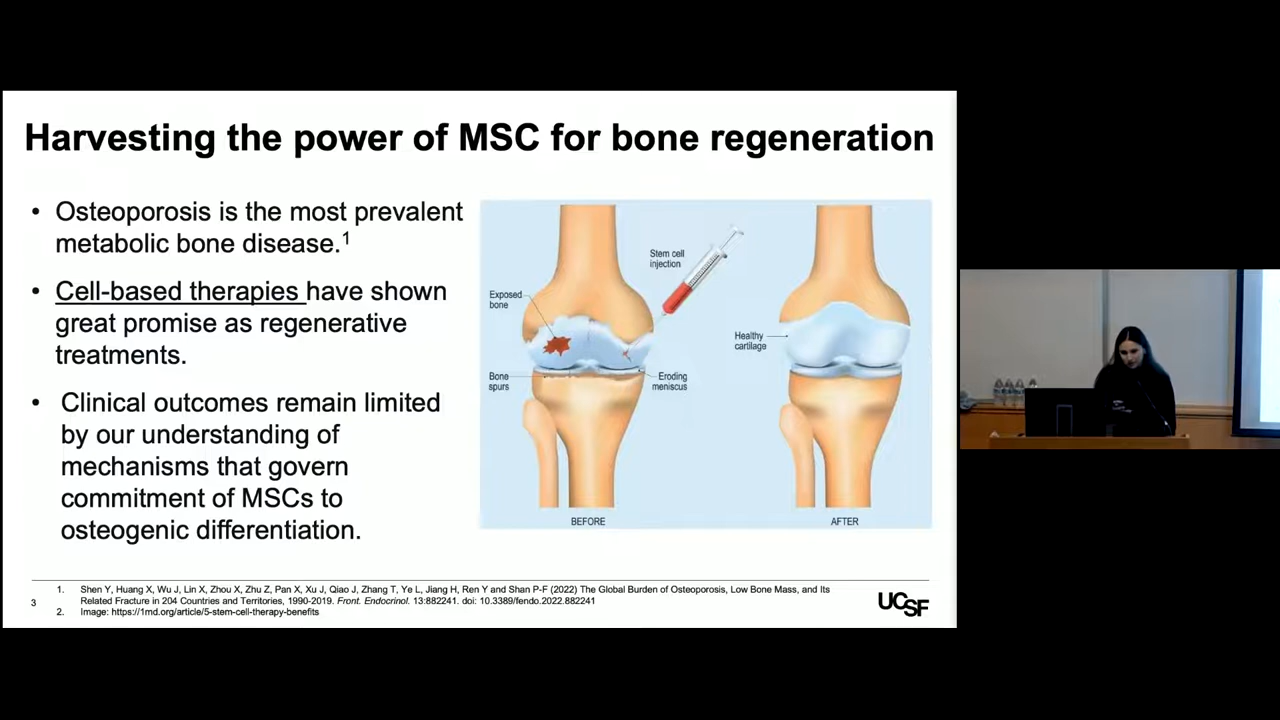 Harvesting the power of MSC for bone regeneration
• Osteoporosis is the most prevalent
metabolic bone disease.1
• Cell-based therapies have shown
great promise as regenerative
treatments.
• Clinical outcomes remain limited
by our understanding of
mechanisms that govern
commitment of MSCs to
osteogenic differentiation.
Stem cell
injection
Exposed
bone
Bone
spurs
Eroding
meniscus
BEFORE
Healthy
cartilage
AFTER
1. Shen Y, Huang X, Wu J, Lin X, Zhou X, Zhu Z, Pan X, Xu J, Qiao J, Zhang T, Ye L, Jiang H, Ren Y and Shan P-F (2022) The Global Burden of Osteoporosis, Low Bone Mass, and Its
Related Fracture in 204 Countries and Territories, 1990-2019. Front. Endocrinol. 13:882241. doi: 10.3389/fendo.2022.882241
2. Image: https://1md.org/article/5-stem-cell-therapy-benefits
3
UCSF